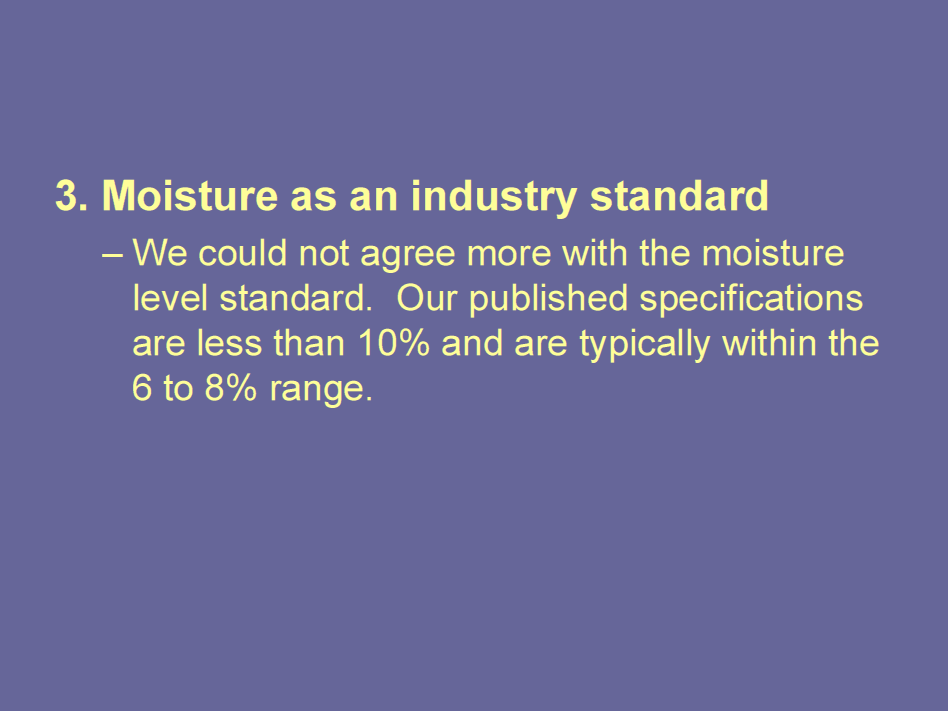 3. Moisture as an industry standard
– We could not agree more with the moisture
level standard.  Our published specifications
are less than 10% and are typically within the
6 to 8% range.